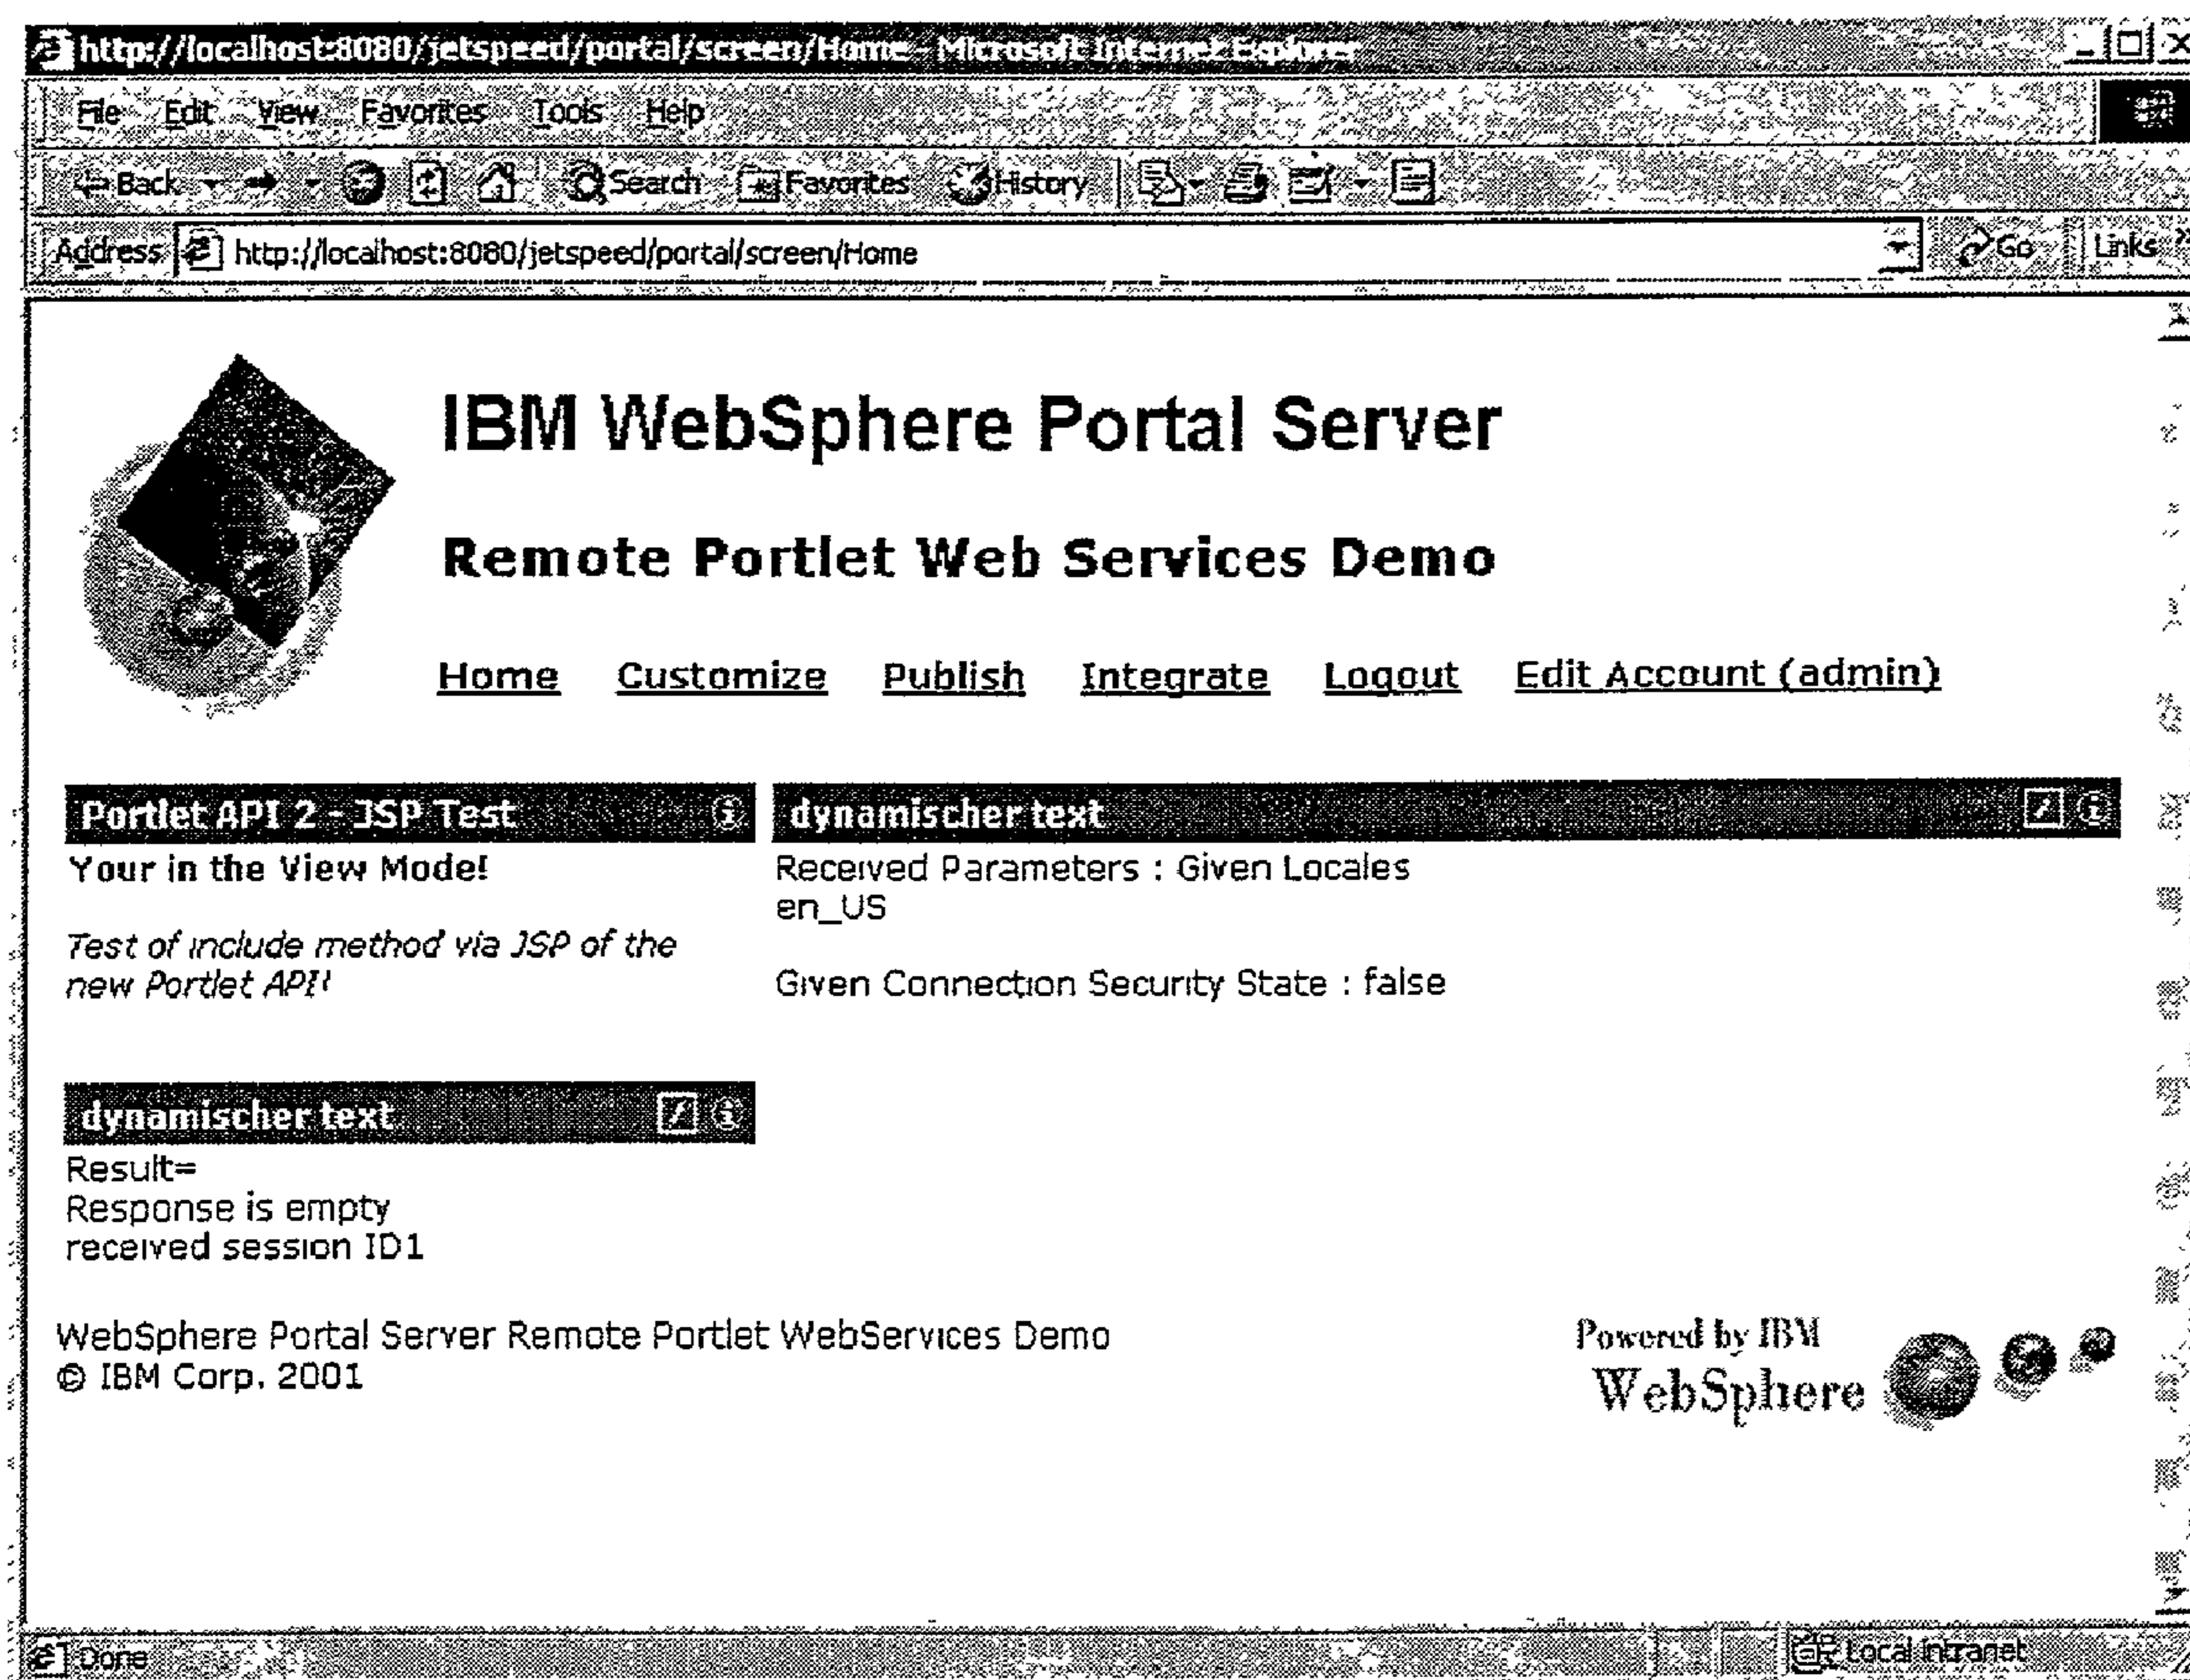 http://localhost:8080/jetspeed/portal/screen/Home - Microsoft Internet Explorer
File Edit View Favorites Tools Help
Back Search Favorites History
Address http://localhost:8080/jetspeed/portal/screen/Home Go Links »
IBM WebSphere Portal Server
Remote Portlet Web Services Demo
Home Customize Publish Integrate Logout Edit Account (admin)
Portlet API 2 - JSP Test
Your in the View Mode!
Test of include method via JSP of the
new Portlet API!
dynamischer text
Received Parameters : Given Locales
en_US
Given Connection Security State : false
dynamischer text
Result=
Response is empty
received session ID1
WebSphere Portal Server Remote Portlet WebServices Demo
© IBM Corp. 2001
Powered by IBM
WebSphere
Done Local intranet